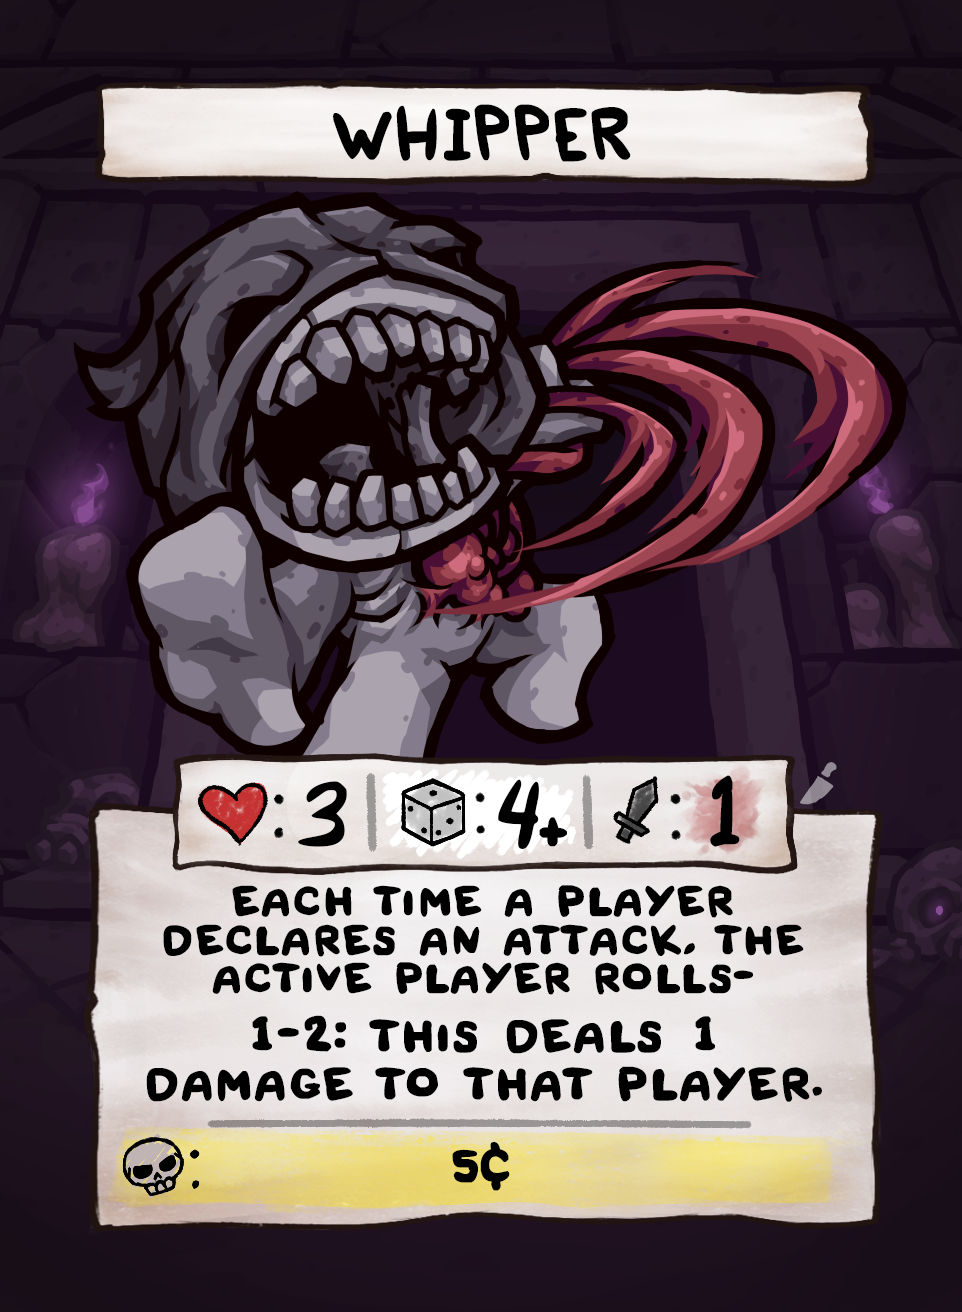 WHIPPER
: 3 : 4+ : 1
EACH TIME A PLAYER
DECLARES AN ATTACK, THE
ACTIVE PLAYER ROLLS-
1-2: THIS DEALS 1
DAMAGE TO THAT PLAYER.
: 5¢